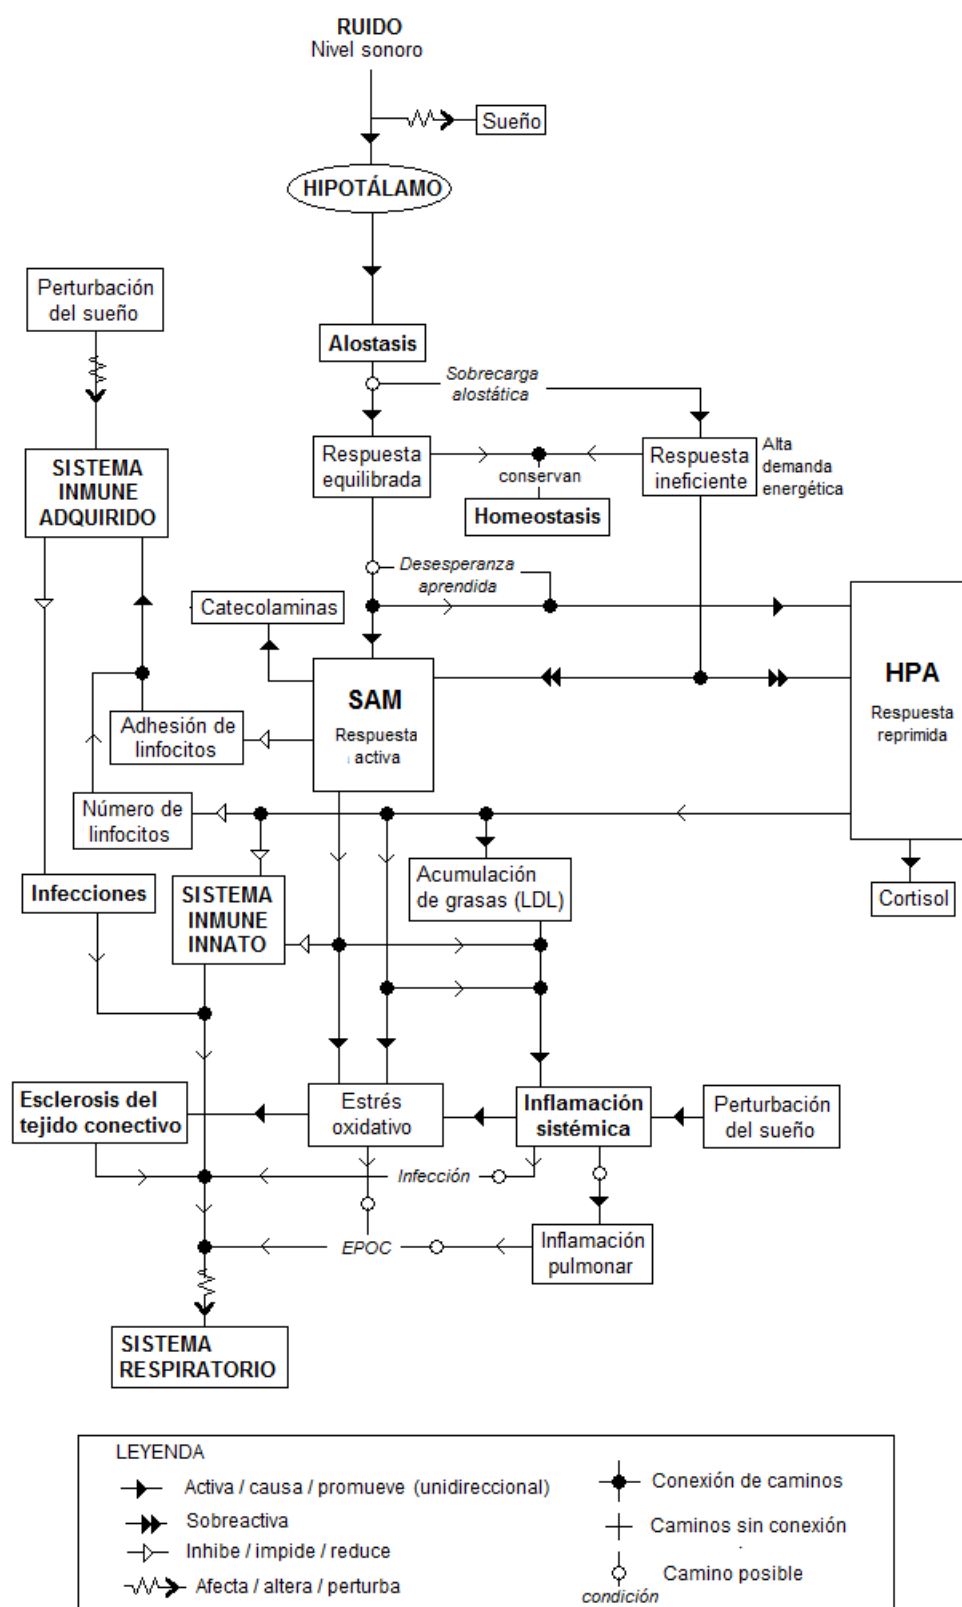 RUIDO
Nivel sonoro
Sueño
HIPOTÁLAMO
Perturbación
del sueño
Alostasis
Sobrecarga
alostática
Respuesta
equilibrada
conservan
Homeostasis
Respuesta
ineficiente
Alta
demanda
energética
SISTEMA
INMUNE
ADQUIRIDO
Desesperanza
aprendida
Catecolaminas
SAM
Respuesta
activa
HPA
Respuesta
reprimida
Adhesión de
linfocitos
Número de
linfocitos
Infecciones
SISTEMA
INMUNE
INNATO
Acumulación
de grasas (LDL)
Cortisol
Esclerosis del
tejido conectivo
Estrés
oxidativo
Inflamación
sistémica
Perturbación
del sueño
Infección
EPOC
Inflamación
pulmonar
SISTEMA
RESPIRATORIO
LEYENDA
Activa / causa / promueve (unidireccional)
Sobreactiva
Inhibe / impide / reduce
Afecta / altera / perturba
Conexión de caminos
Caminos sin conexión
Camino posible
condición